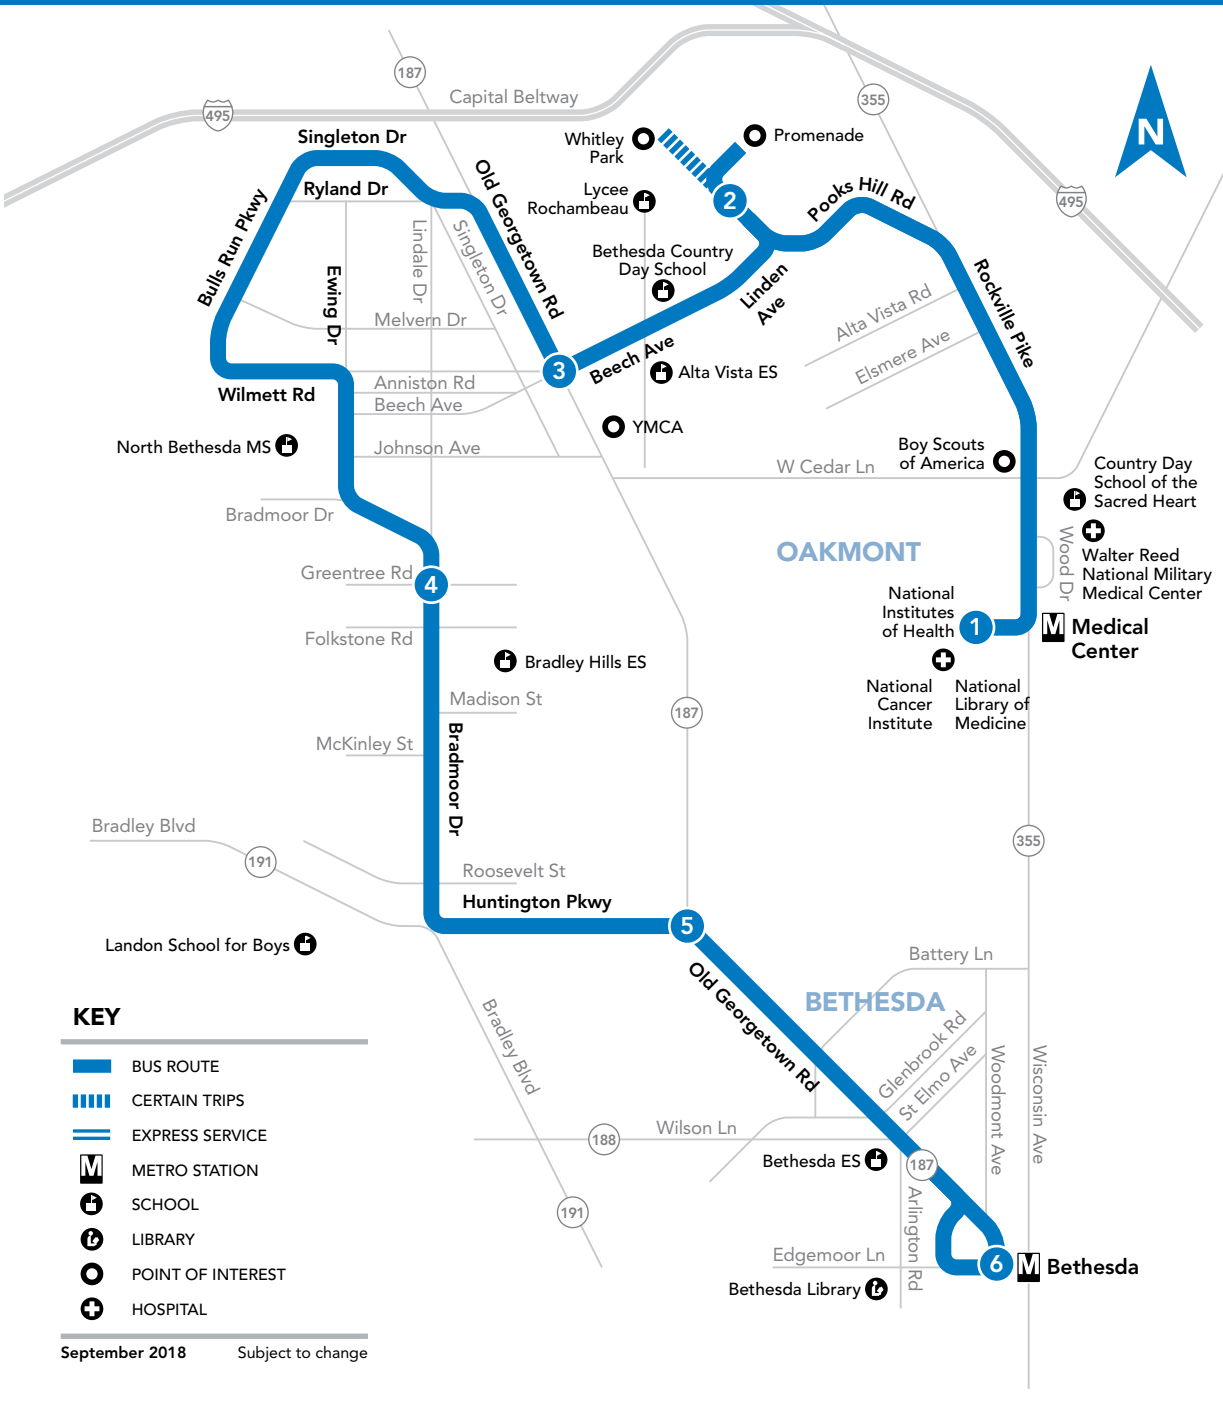 187
Capital Beltway
355
495
N
Singleton Dr
Whitley
Park
Promenade
Old Georgetown Rd
Ryland Dr
Lycee
Rochambeau
2
Pooks Hill Rd
495
Bulls Run Pkwy
Lindale Dr
Singleton Dr
Bethesda Country
Day School
Ewing Dr
Linden
Ave
Rockville Pike
Alta Vista Rd
Melvern Dr
Elsmere Ave
Beech Ave
3
Wilmett Rd
Anniston Rd
Alta Vista ES
Beech Ave
YMCA
North Bethesda MS
Johnson Ave
Boy Scouts
of America
W Cedar Ln
Country Day
School of the
Sacred Heart
Bradmoor Dr
OAKMONT
Wood Dr
Walter Reed
National Military
Medical Center
Greentree Rd
4
National
Institutes
of Health
1
M
Medical
Center
Folkstone Rd
Bradley Hills ES
National
Cancer
Institute
National
Library of
Medicine
Madison St
187
McKinley St
Bradmoor Dr
Bradley Blvd
191
355
Roosevelt St
Huntington Pkwy
5
Landon School for Boys
Battery Ln
Old Georgetown Rd
BETHESDA
Bradley Blvd
Glenbrook Rd
St Elmo Ave
Woodmont Ave
Wisconsin Ave
Wilson Ln
188
Bethesda ES
187
191
Arlington Rd
Edgemoor Ln
6
M
Bethesda
Bethesda Library
KEY
BUS ROUTE
CERTAIN TRIPS
EXPRESS SERVICE
M
METRO STATION
SCHOOL
LIBRARY
POINT OF INTEREST
HOSPITAL
September 2018
Subject to change